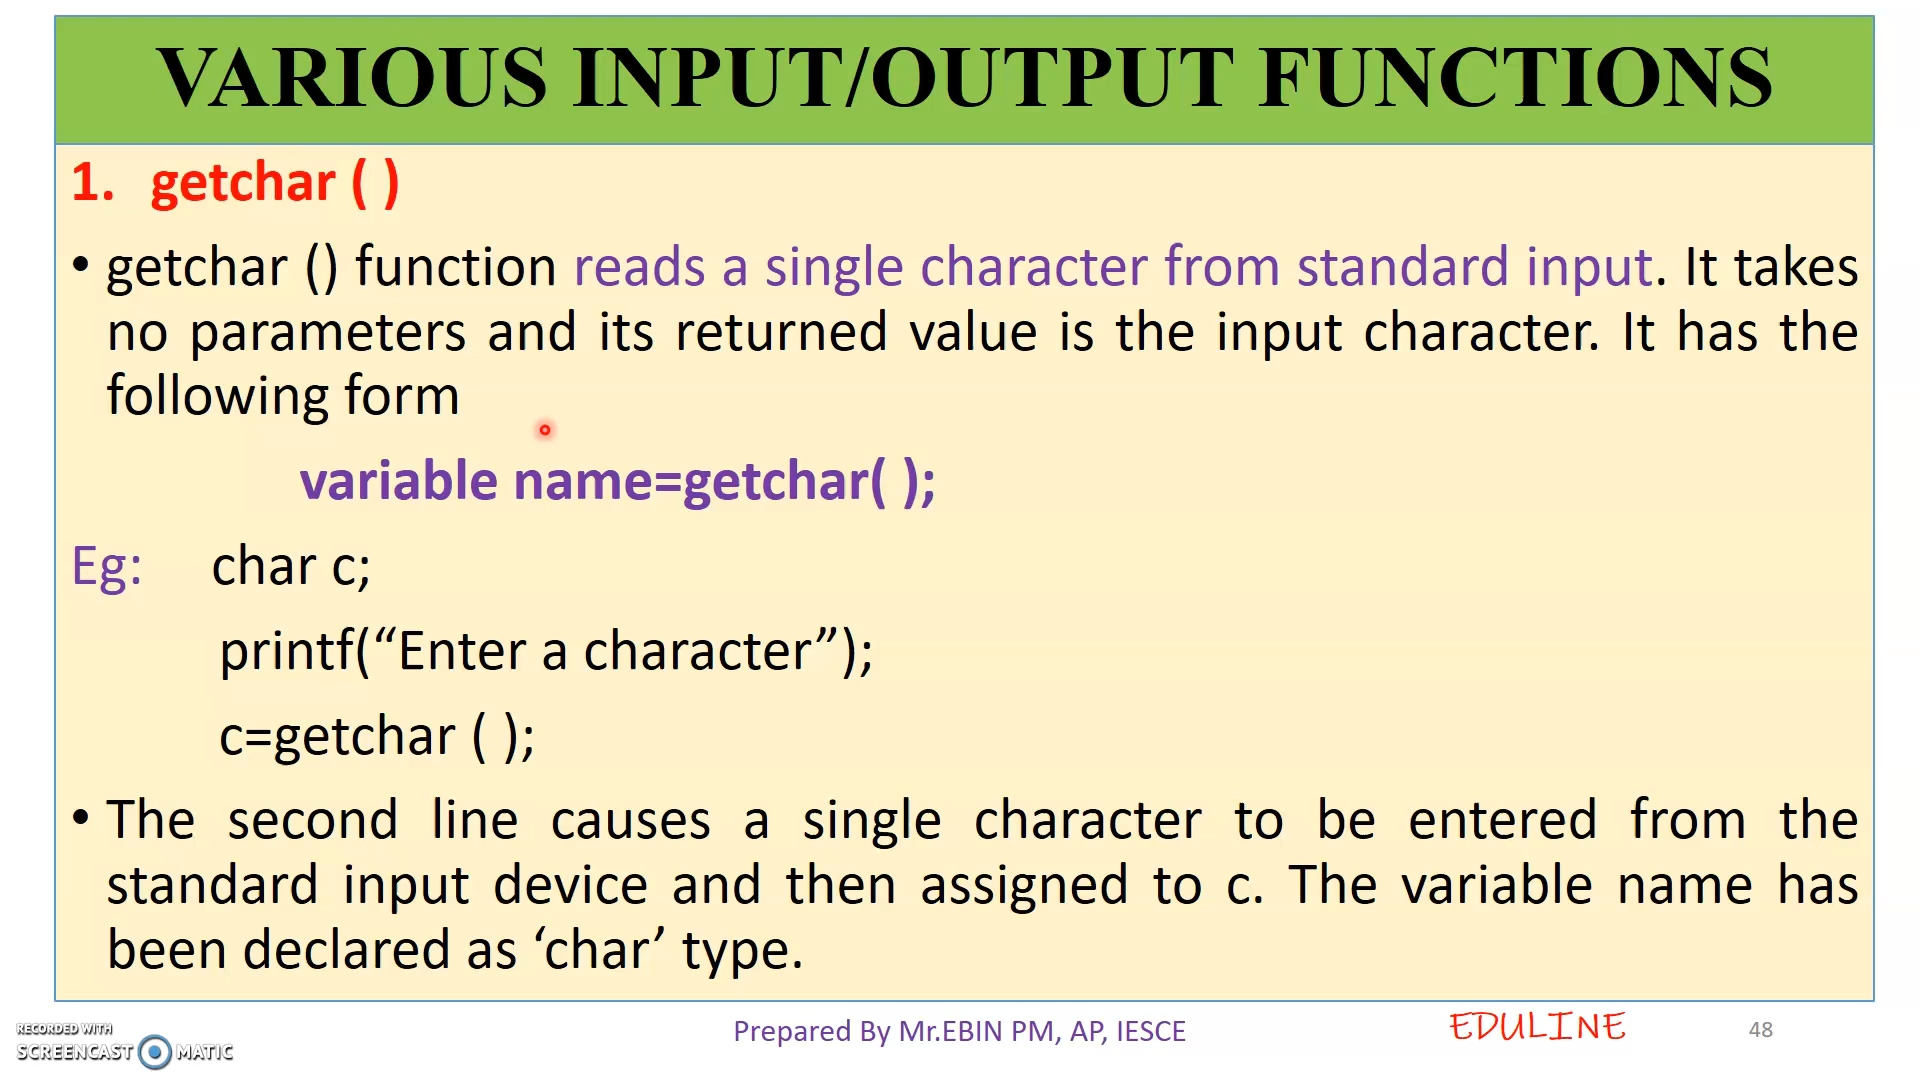 VARIOUS INPUT/OUTPUT FUNCTIONS
1. getchar ( )
• getchar () function reads a single character from standard input. It takes
no parameters and its returned value is the input character. It has the
following form
variable name=getchar( );
Eg: char c;
printf(“Enter a character”);
c=getchar ( );
• The second line causes a single character to be entered from the
standard input device and then assigned to c. The variable name has
been declared as ‘char’ type.
RECORDED WITH
SCREENCAST MATIC
Prepared By Mr.EBIN PM, AP, IESCE
EDULINE
48